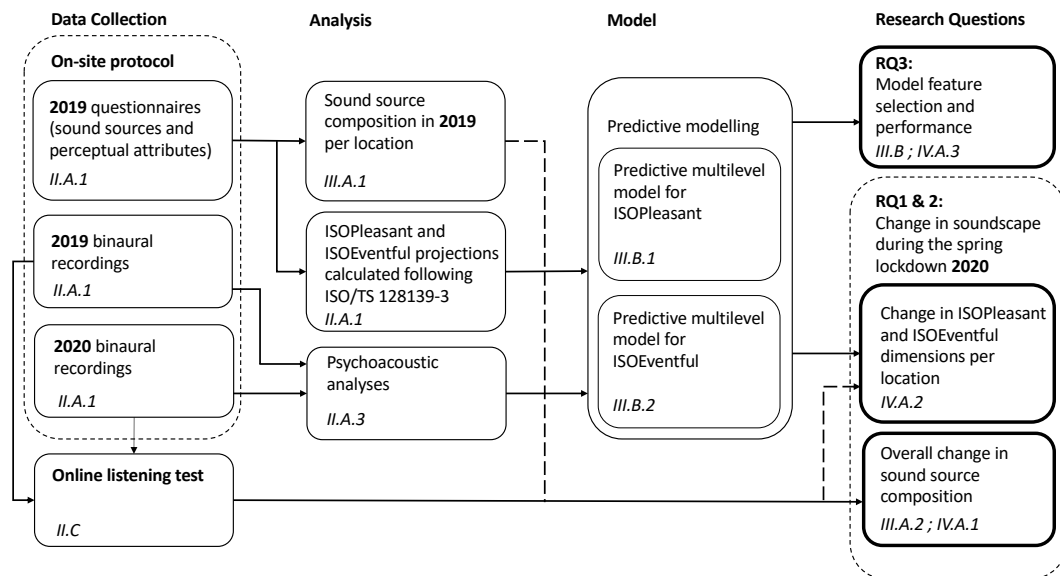 Data Collection
On-site protocol
2019 questionnaires
(sound sources and
perceptual attributes)
II.A.1
2019 binaural
recordings
II.A.1
2020 binaural
recordings
II.A.1
Online listening test
II.C
Analysis
Sound source
composition in 2019
per location
III.A.1
ISOPleasant and
ISOEventful projections
calculated following
ISO/TS 128139-3
II.A.1
Psychoacoustic
analyses
II.A.3
Model
Predictive modelling
Predictive multilevel
model for
ISOPleasant
III.B.1
Predictive multilevel
model for
ISOEventful
III.B.2
Research Questions
RQ3:
Model feature
selection and
performance
III.B ; IV.A.3
RQ1 & 2:
Change in soundscape
during the spring
lockdown 2020
Change in ISOPleasant
and ISOEventful
dimensions per
location
IV.A.2
Overall change in
sound source
composition
III.A.2 ; IV.A.1